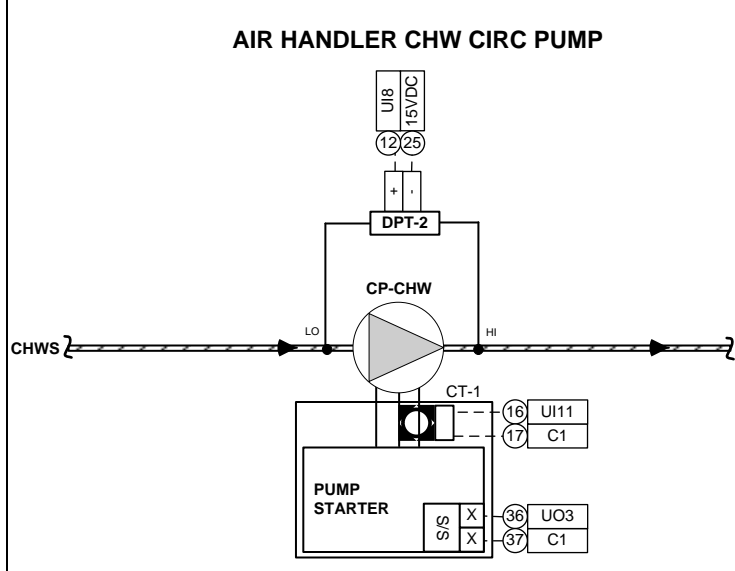 AIR HANDLER CHW CIRC PUMP
UI8
15VDC
12
25
+
-
DPT-2
CP-CHW
LO
HI
CHWS
CT-1
16
UI11
17
C1
PUMP
STARTER
S/S
X
36
UO3
X
37
C1